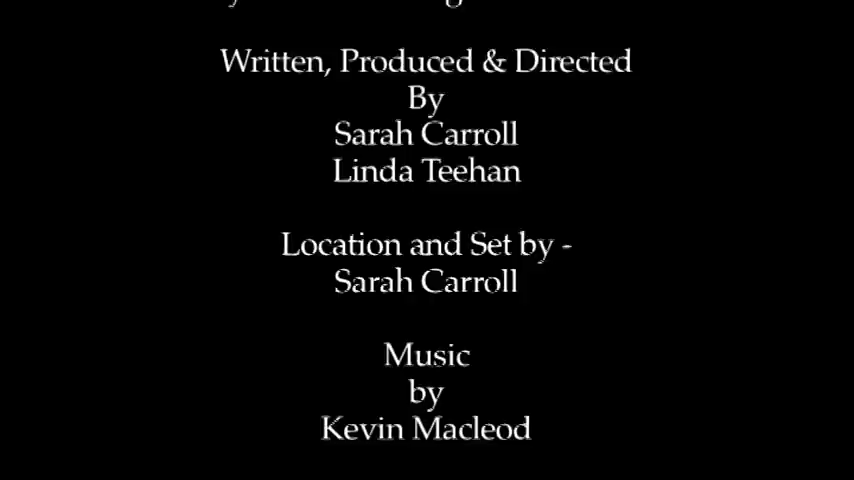 Written, Produced & Directed
By
Sarah Carroll
Linda Teehan
Location and Set by -
Sarah Carroll
Music
by
Kevin Macleod